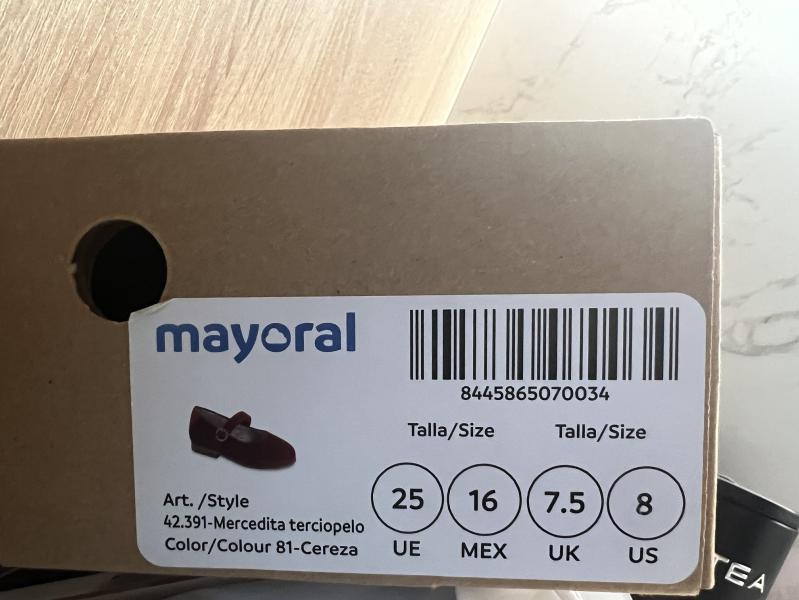 mayoral
8445865070034
Talla/Size Talla/Size
25 16 7.5 8
UE MEX UK US
Art. /Style
42.391-Mercedita terciopelo
Color/Colour 81-Cereza
TEA